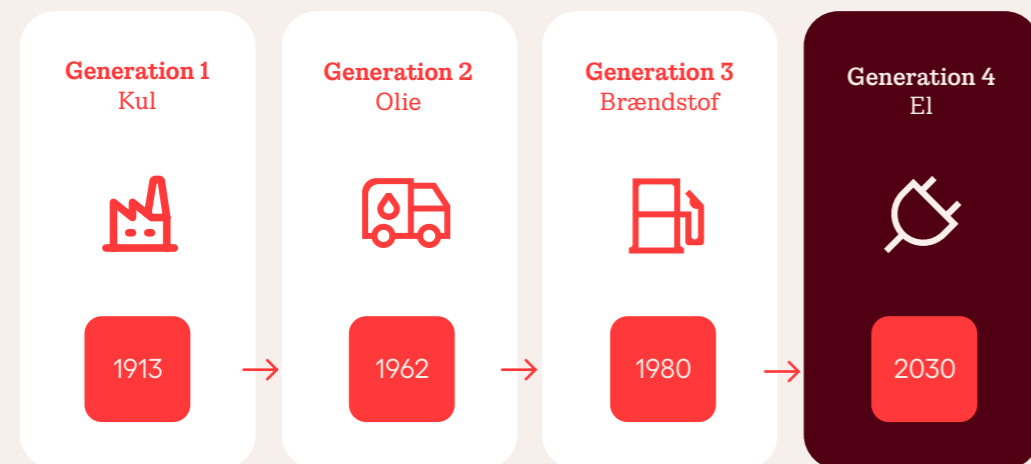 Generation 1
Kul
1913
Generation 2
Olie
1962
Generation 3
Brændstof
1980
Generation 4
El
2030